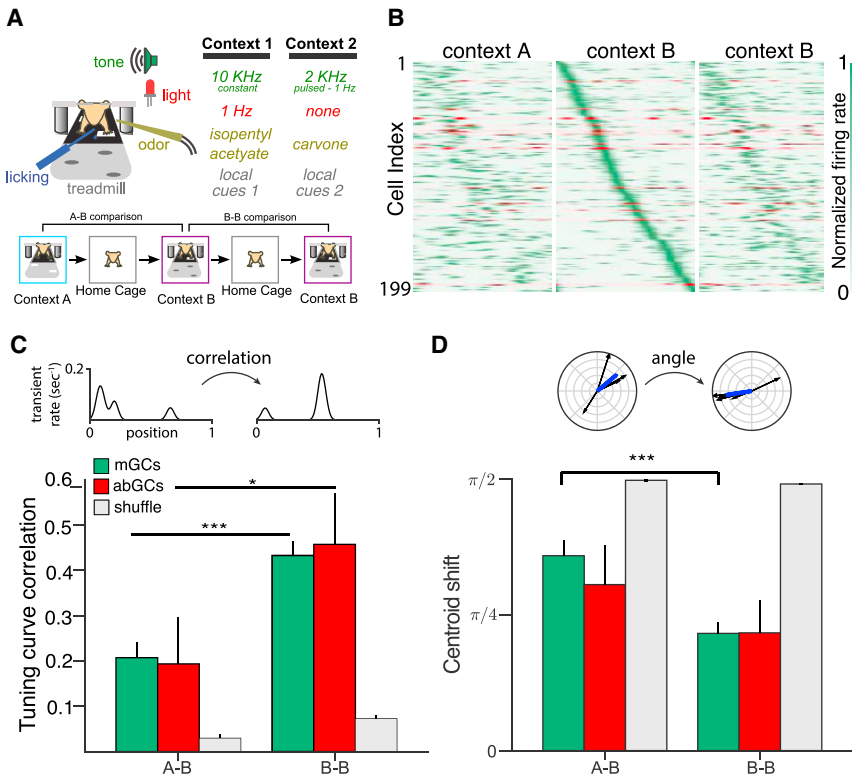 A
tone
light
odor
licking
treadmill
Context 1
Context 2
10 KHz
constant
2 KHz
pulsed - 1 Hz
1 Hz
none
isopentyl
acetyate
carvone
local
cues 1
local
cues 2
A-B comparison
B-B comparison
Context A
Home Cage
Context B
Home Cage
Context B
B
context A
context B
context B
1
Cell Index
199
1
Normalized firing rate
0
C
correlation
0.2
transient
rate (sec⁻¹)
0
position
1
0
1
mGCs
abGCs
shuffle
Tuning curve correlation
0.6
0.5
0.4
0.3
0.2
0.1
***
*
A-B
B-B
D
angle
***
Centroid shift
π/2
π/4
0
A-B
B-B